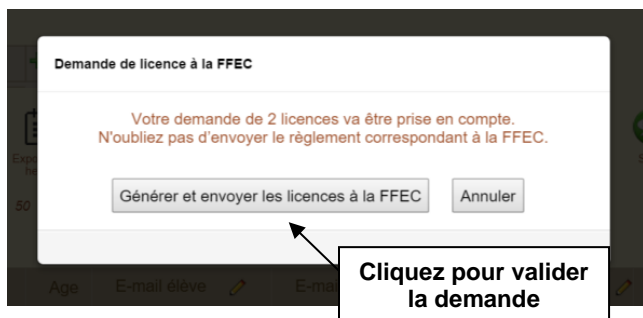 Demande de licence à la FFEC
Votre demande de 2 licences va être prise en compte.
N'oubliez pas d'envoyer le règlement correspondant à la FFEC.
Générer et envoyer les licences à la FFEC
Annuler
50
Cliquez pour valider
la demande
Age
E-mail élève